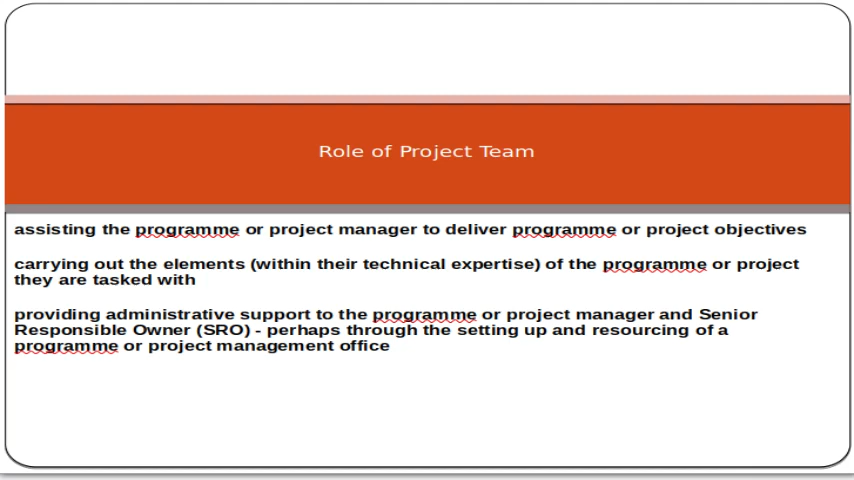 Role of Project Team
assisting the programme or project manager to deliver programme or project objectives
carrying out the elements (within their technical expertise) of the programme or project
they are tasked with
providing administrative support to the programme or project manager and Senior
Responsible Owner (SRO) - perhaps through the setting up and resourcing of a
programme or project management office